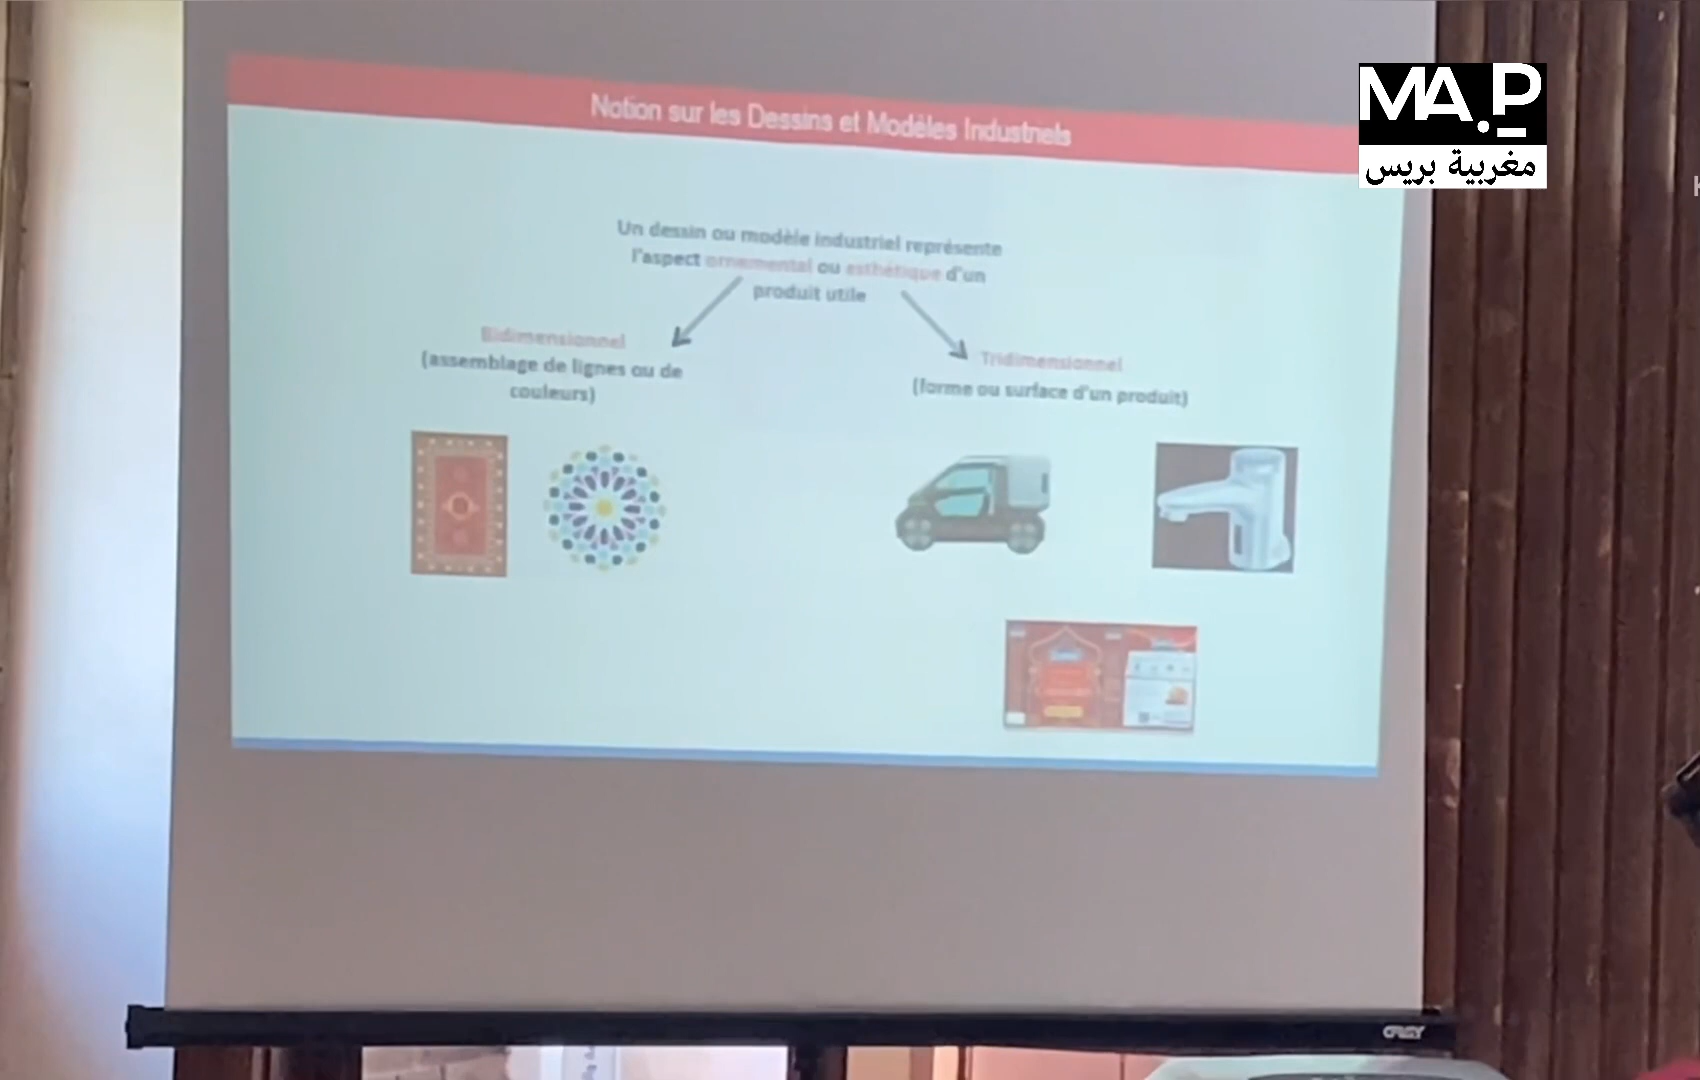 Notion sur les Dessins et Modèles Industriels
MA.P
مغربية بريس
Un dessin ou modèle industriel représente
l'aspect ornemental ou esthétique d'un
produit utile
Bidimensionnel
(assemblage de lignes ou de
couleurs)
Tridimensionnel
(forme ou surface d'un produit)